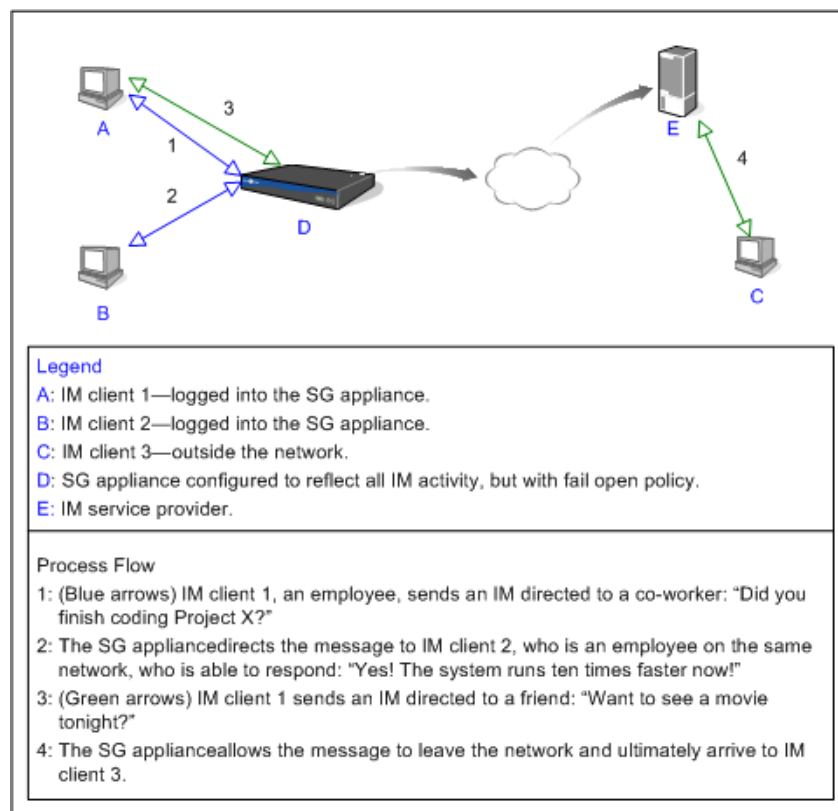 A
3
1
2
D
B
E
4
C
Legend
A: IM client 1—logged into the SG appliance.
B: IM client 2—logged into the SG appliance.
C: IM client 3—outside the network.
D: SG appliance configured to reflect all IM activity, but with fail open policy.
E: IM service provider.
Process Flow
1: (Blue arrows) IM client 1, an employee, sends an IM directed to a co-worker: “Did you
finish coding Project X?”
2: The SG appliancedirects the message to IM client 2, who is an employee on the same
network, who is able to respond: “Yes! The system runs ten times faster now!”
3: (Green arrows) IM client 1 sends an IM directed to a friend: “Want to see a movie
tonight?”
4: The SG applianceallows the message to leave the network and ultimately arrive to IM
client 3.